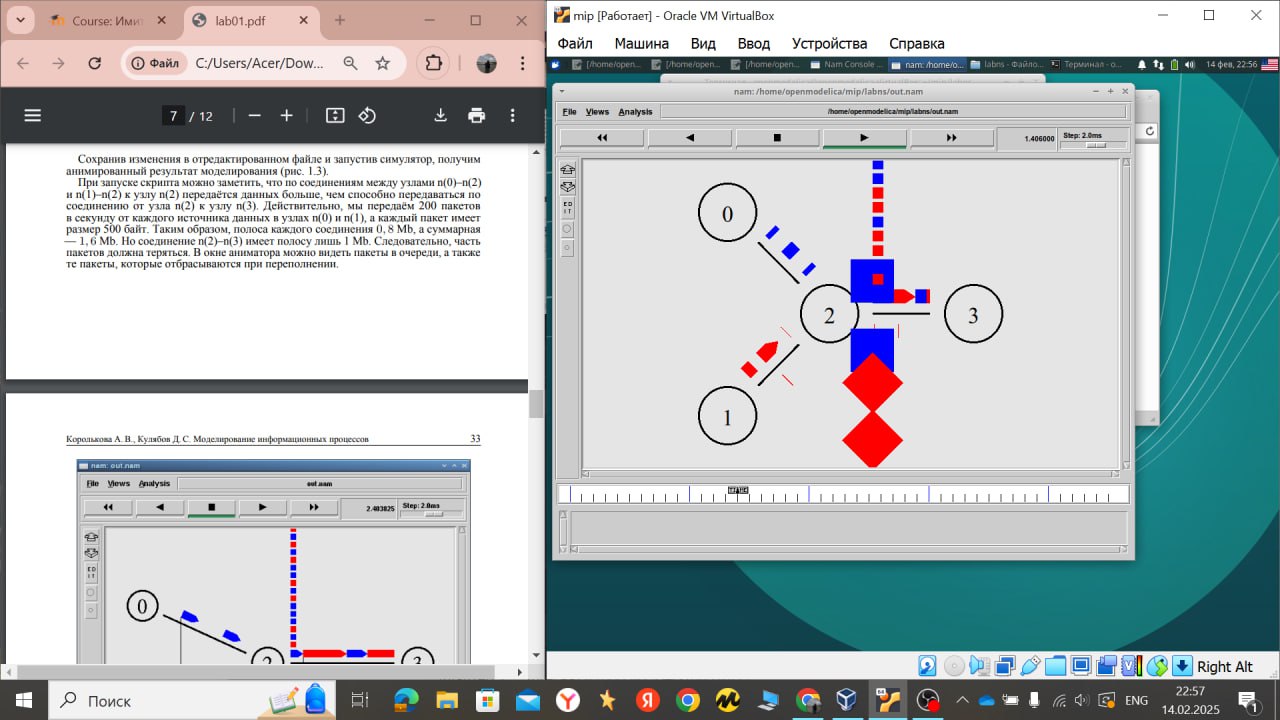 Course: Ими
lab01.pdf
Файл
C:/Users/Acer/Dow...
7 / 12
Сохранив изменения в отредактированном файле и запустив симулятор, получим
анимированный результат моделирования (рис. 1.3).
При запуске скрипта можно заметить, что по соединениям между узлами n(0)–n(2)
и n(1)–n(2) к узлу n(2) передаётся данных больше, чем способно передаваться по
соединению от узла n(2) к узлу n(3). Действительно, мы передаём 200 пакетов
в секунду от каждого источника данных в узлах n(0) и n(1), а каждый пакет имеет
размер 500 байт. Таким образом, полоса каждого соединения 0, 8 Mb, а суммарная
— 1, 6 Mb. Но соединение n(2)–n(3) имеет полосу лишь 1 Mb. Следовательно, часть
пакетов должна теряться. В окне аниматора можно видеть пакеты в очереди, а также
те пакеты, которые отбрасываются при переполнении.
Королькова А. В., Кулябов Д. С. Моделирование информационных процессов
33
nam: out.nam
File Views Analysis
out.nam
2.403825
Step: 2.0ms
E D
I T
0
2
3
mip [Работает] - Oracle VM VirtualBox
Файл Машина Вид Ввод Устройства Справка
[/home/open...
[/home/open...
[/home/open...
Nam Console ...
nam: /home/o...
labns - Файло...
Терминал - o...
14 фев, 22:56
nam: /home/openmodelica/mip/labns/out.nam
File Views Analysis
/home/openmodelica/mip/labns/out.nam
1.406000
Step: 2.0ms
E D
I T
0
2
3
1
TIME
Right Alt
Поиск
ENG
22:57
14.02.2025
1